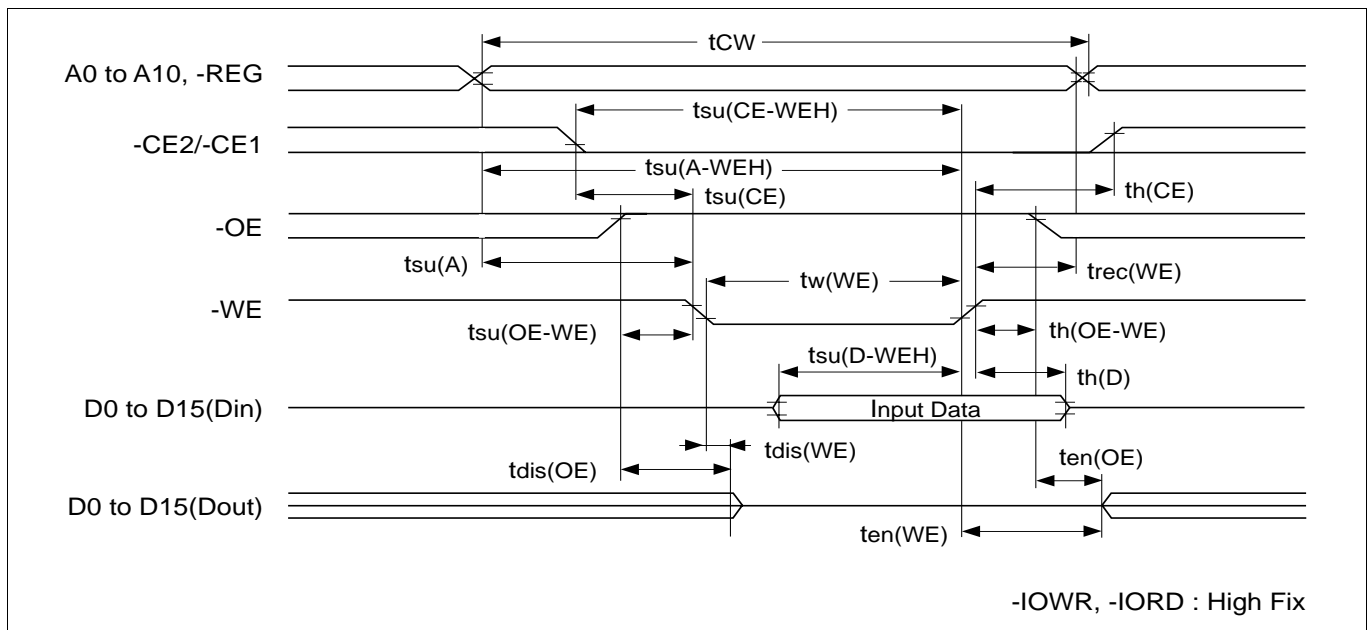 tCW
A0 to A10, -REG
tsu(CE-WEH)
-CE2/-CE1
tsu(A-WEH)
tsu(CE)
th(CE)
-OE
tsu(A)
trec(WE)
tw(WE)
-WE
tsu(OE-WE)
th(OE-WE)
tsu(D-WEH)
th(D)
D0 to D15(Din)
Input Data
tdis(WE)
tdis(OE)
ten(OE)
D0 to D15(Dout)
ten(WE)
-IOWR, -IORD : High Fix